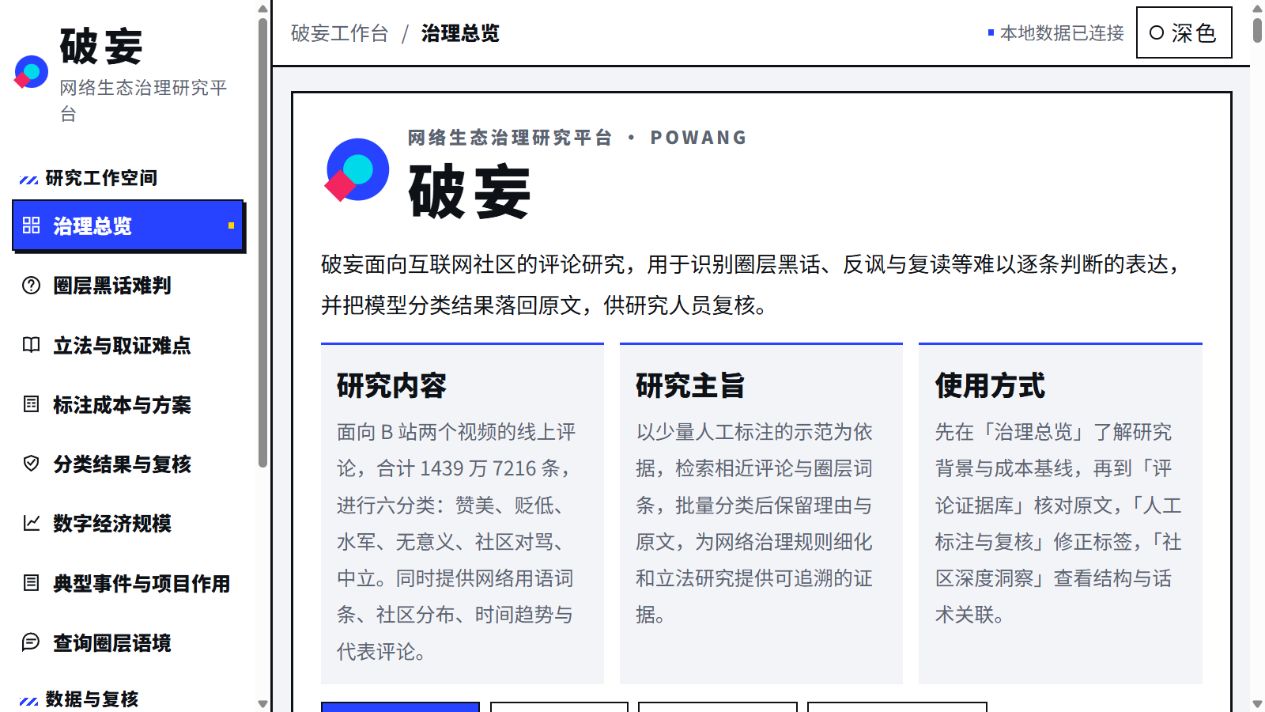 破妄
网络生态治理研究平
台
研究工作空间
治理总览
圈层黑话难判
立法与取证难点
标注成本与方案
分类结果与复核
数字经济规模
典型事件与项目作用
查询圈层语境
数据与复核
破妄工作台 / 治理总览
本地数据已连接
深色
网络生态治理研究平台 • POWANG
破妄
破妄面向互联网社区的评论研究，用于识别圈层黑话、反讽与复读等难以逐条判断的表达，
并把模型分类结果落回原文，供研究人员复核。
研究内容
面向 B 站两个视频的线上评
论，合计 1439 万 7216 条，
进行六分类：赞美、贬低、
水军、无意义、社区对骂、
中立。同时提供网络用语词
条、社区分布、时间趋势与
代表评论。
研究主旨
以少量人工标注的示范为依
据，检索相近评论与圈层词
条，批量分类后保留理由与
原文，为网络治理规则细化
和立法研究提供可追溯的证
据。
使用方式
先在「治理总览」了解研究
背景与成本基线，再到「评
论证据库」核对原文，「人工
标注与复核」修正标签，「社
区深度洞察」查看结构与话
术关联。